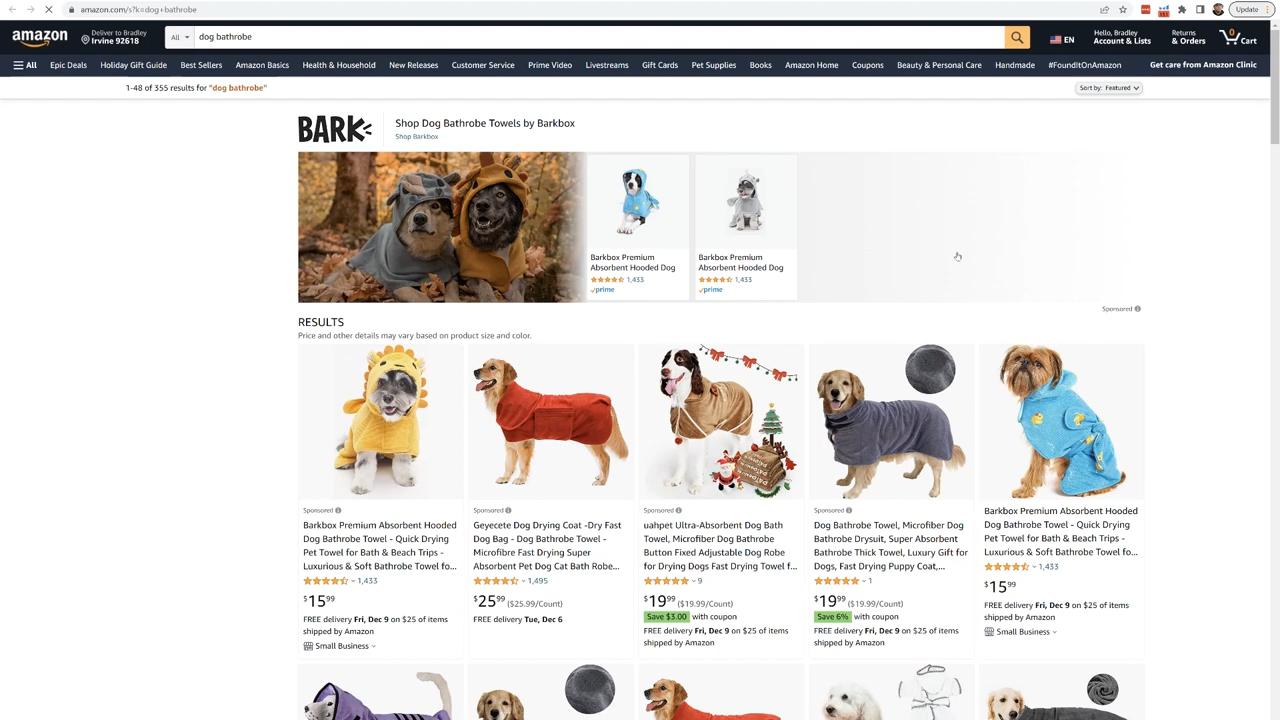 amazon.com/s?k=dog+bathrobe
Update
amazon
Deliver to Bradley
Irvine 92618
All
dog bathrobe
EN
Hello, Bradley
Account & Lists
Returns
& Orders
0
Cart
All
Epic Deals
Holiday Gift Guide
Best Sellers
Amazon Basics
Health & Household
New Releases
Customer Service
Prime Video
Livestreams
Gift Cards
Pet Supplies
Books
Amazon Home
Coupons
Beauty & Personal Care
Handmade
#FoundItOnAmazon
Get care from Amazon Clinic
1-48 of 355 results for "dog bathrobe"
Sort by: Featured
BARK
Shop Dog Bathrobe Towels by Barkbox
Shop Barkbox
Barkbox Premium
Absorbent Hooded Dog
1,433
prime
Barkbox Premium
Absorbent Hooded Dog
1,433
prime
Sponsored
RESULTS
Price and other details may vary based on product size and color.
Sponsored
Barkbox Premium Absorbent Hooded
Dog Bathrobe Towel - Quick Drying
Pet Towel for Bath & Beach Trips -
Luxurious & Soft Bathrobe Towel fo...
1,433
$15.99
FREE delivery Fri, Dec 9 on $25 of items
shipped by Amazon
Small Business
Sponsored
Geyecete Dog Drying Coat -Dry Fast
Dog Bag - Dog Bathrobe Towel -
Microfibre Fast Drying Super
Absorbent Pet Dog Cat Bath Robe...
1,495
$25.99 ($25.99/Count)
FREE delivery Tue, Dec 6
Sponsored
uahpet Ultra-Absorbent Dog Bath
Towel, Microfiber Dog Bathrobe
Button Fixed Adjustable Dog Robe
for Drying Dogs Fast Drying Towel f...
9
$19.99 ($19.99/Count)
Save $3.00 with coupon
FREE delivery Fri, Dec 9 on $25 of items
shipped by Amazon
Sponsored
Dog Bathrobe Towel, Microfiber Dog
Bathrobe Drysuit, Super Absorbent
Bathrobe Thick Towel, Luxury Gift for
Dogs, Fast Drying Puppy Coat,...
1
$19.99 ($19.99/Count)
Save 6% with coupon
FREE delivery Fri, Dec 9 on $25 of items
shipped by Amazon
Barkbox Premium Absorbent Hooded
Dog Bathrobe Towel - Quick Drying
Pet Towel for Bath & Beach Trips -
Luxurious & Soft Bathrobe Towel fo...
1,433
$15.99
FREE delivery Fri, Dec 9 on $25 of items
shipped by Amazon
Small Business